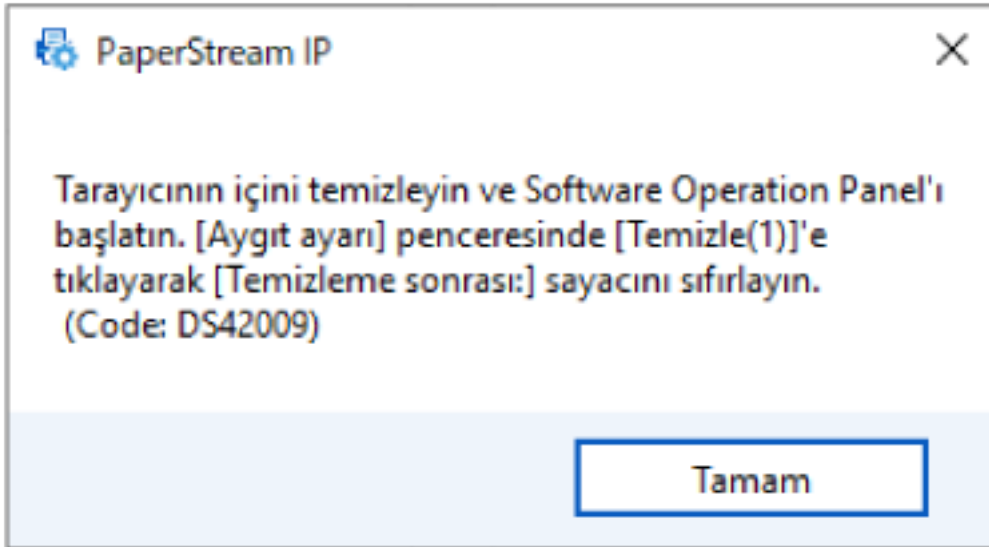 PaperStream IP
Tarayıcının içini temizleyin ve Software Operation Panel'ı
başlatın. [Aygıt ayarı] penceresinde [Temizle(1)]'e
tıklayarak [Temizleme sonrası:] sayacını sıfırlayın.
(Code: DS42009)
Tamam